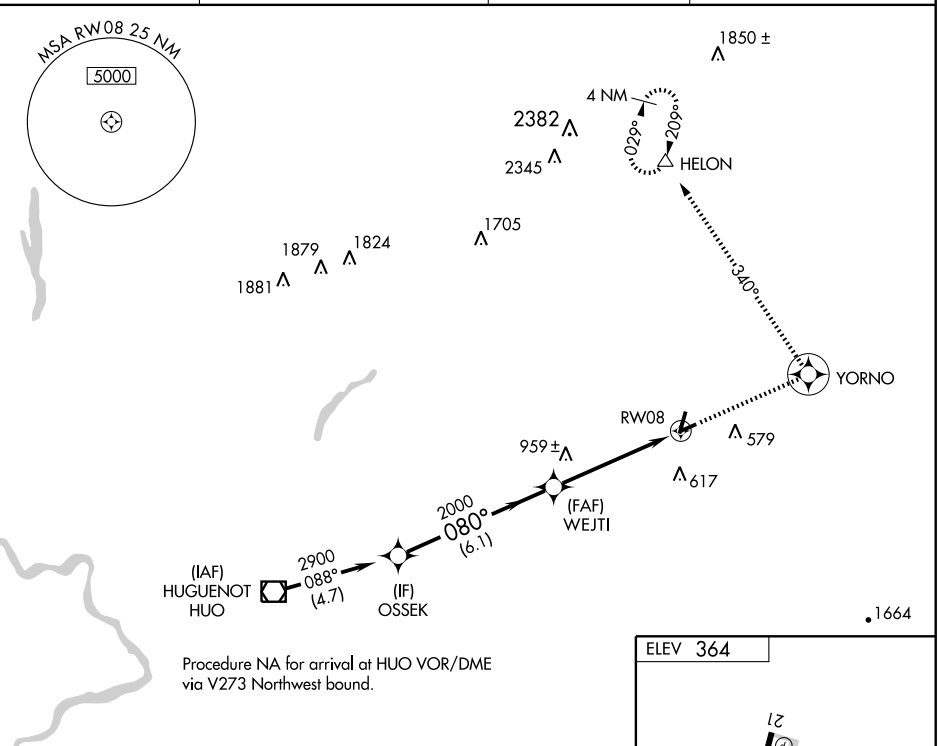 MSA RW08 25 NM
5000
1850 ±
4 NM
2382
2345
029°
209°
HELON
1705
1879
1824
1881
340°
YORNO
RW08
579
959 ±
617
2000
080°
(6.1)
(FAF)
WEJTI
2900
088°
(4.7)
(IAF)
HUGUENOT
HUO
(IF)
OSSEK
1664
Procedure NA for arrival at HUO VOR/DME
via V273 Northwest bound.
ELEV 364
21
P